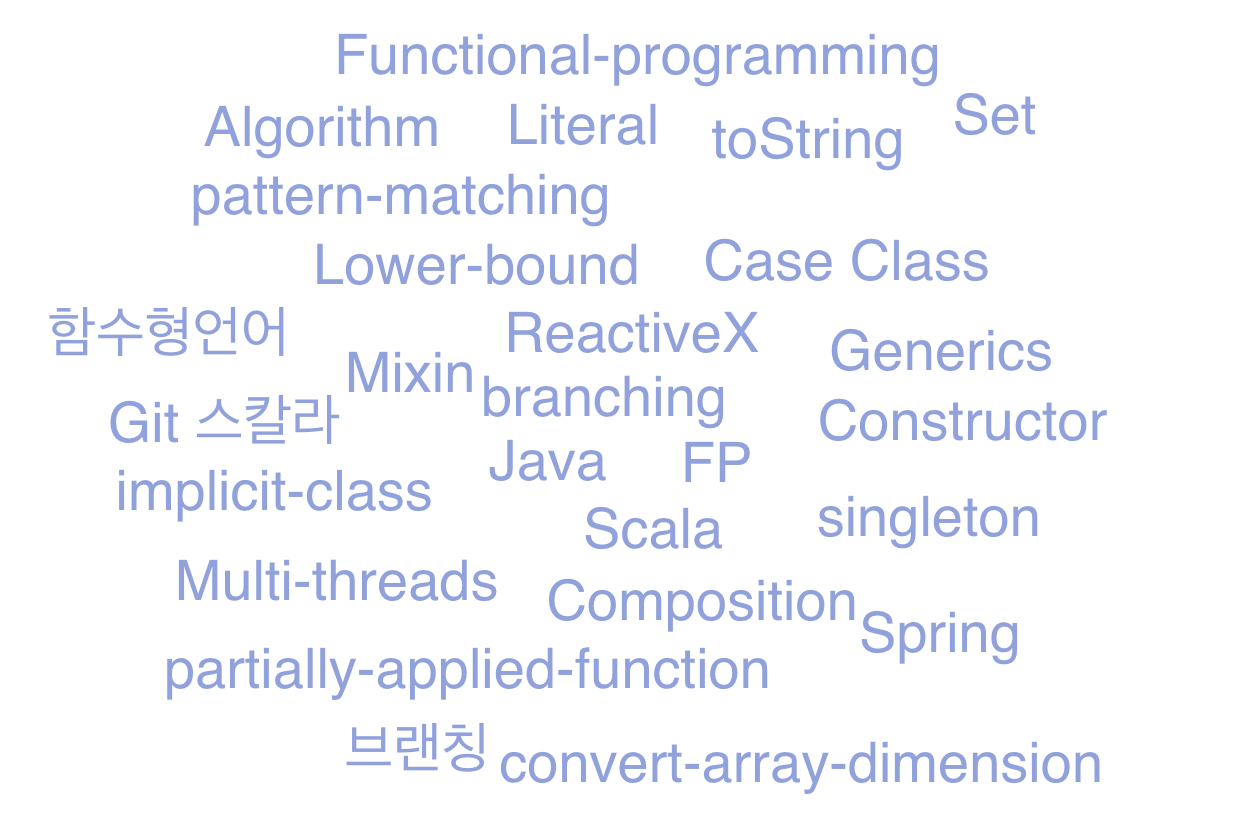 Functional-programming
Algorithm Literal toString Set
pattern-matching
Lower-bound Case Class
함수형언어 ReactiveX Generics
Mixin branching
Git 스칼라 Constructor
Java FP
implicit-class
Scala singleton
Multi-threads Composition Spring
partially-applied-function
브랜칭 convert-array-dimension